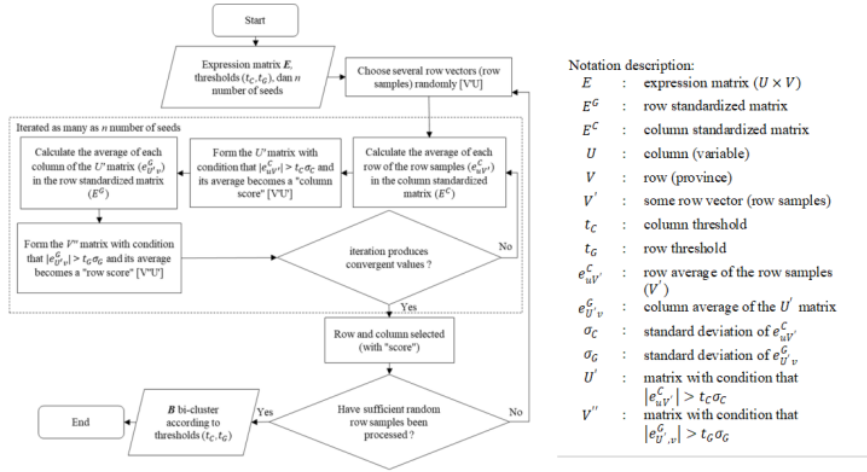 Start
Expression matrix E,
thresholds (t_C, t_G), dan n
number of seeds
Choose several row vectors (row
samples) randomly [V'U]
Iterated as many as n number of seeds
Calculate the average of each
column of the U' matrix (e^G_{U'v})
in the row standardized matrix
(E^G)
Form the U' matrix with
condition that |e^C_{uV'}| > t_Cσ_C and
its average becomes a "column
score" [V'U']
Calculate the average of each
row of the row samples (e^C_{uV'})
in the column standardized
matrix (E^C)
Form the V'' matrix with condition
that |e^G_{U'v}| > t_Gσ_G and its average
becomes a "row score" [V''U']
iteration produces
convergent values ?
No
Yes
Row and column selected
(with "score")
Have sufficient random
row samples been
processed ?
No
Yes
B bi-cluster
according to
thresholds (t_C, t_G)
End
Notation description:
E : expression matrix (U × V)
E^G : row standardized matrix
E^C : column standardized matrix
U : column (variable)
V : row (province)
V' : some row vector (row samples)
t_C : column threshold
t_G : row threshold
e^C_{uV'} : row average of the row samples
(V')
e^G_{U'v} : column average of the U' matrix
σ_C : standard deviation of e^C_{uV'}
σ_G : standard deviation of e^G_{U'v}
U' : matrix with condition that
|e^C_{uV'}| > t_Cσ_C
V'' : matrix with condition that
|e^G_{U'v}| > t_Gσ_G